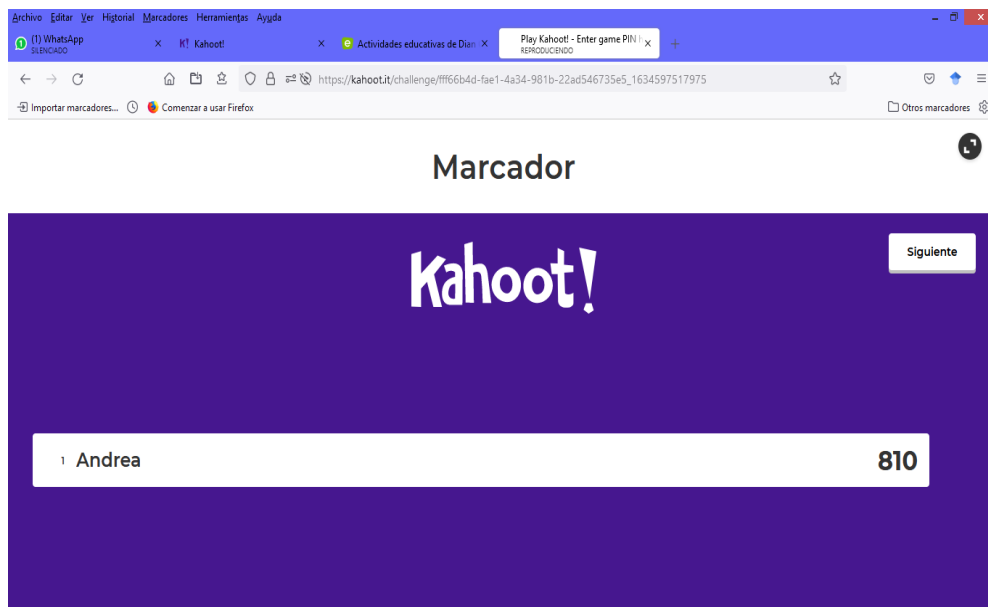 Archivo Editar Ver Historial Marcadores Herramientas Ayuda
(1) WhatsApp
SILENCIADO
K! Kahoot!
e Actividades educativas de Dian
Play Kahoot! - Enter game PIN h
REPRODUCIENDO
https://kahoot.it/challenge/fff66b4d-fae1-4a34-981b-22ad546735e5_1634597517975
Importar marcadores... Comenzar a usar Firefox Otros marcadores
Marcador
Kahoot!
Siguiente
1 Andrea 810